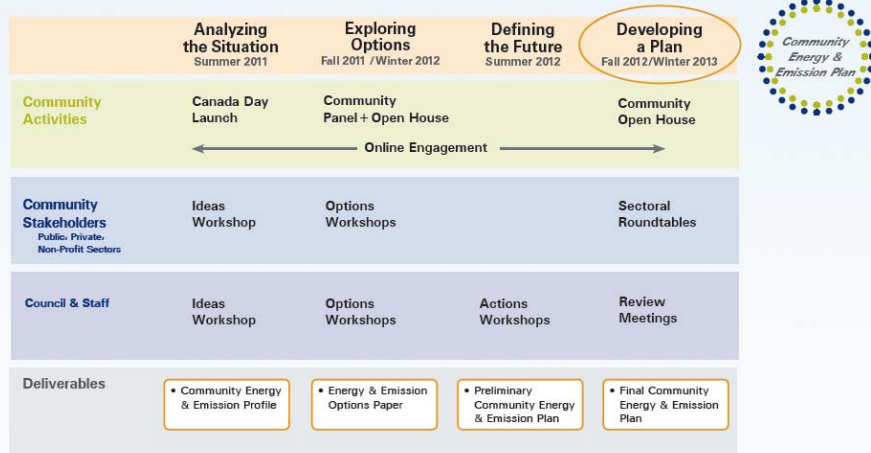 Analyzing
the Situation
Summer 2011
Exploring
Options
Fall 2011 /Winter 2012
Defining
the Future
Summer 2012
Developing
a Plan
Fall 2012/Winter 2013
Community
Energy &
Emission Plan
Community
Activities
Canada Day
Launch
Community
Panel+Open House
Community
Open House
Online Engagement
Community
Stakeholders
Public, Private,
Non-Profit Sectors
Ideas
Workshop
Options
Workshops
Sectoral
Roundtables
Council & Staff
Ideas
Workshop
Options
Workshops
Actions
Workshops
Review
Meetings
Deliverables
• Community Energy
& Emission Profile
• Energy & Emission
Options Paper
• Preliminary
Community Energy
& Emission Plan
• Final Community
Energy & Emission
Plan